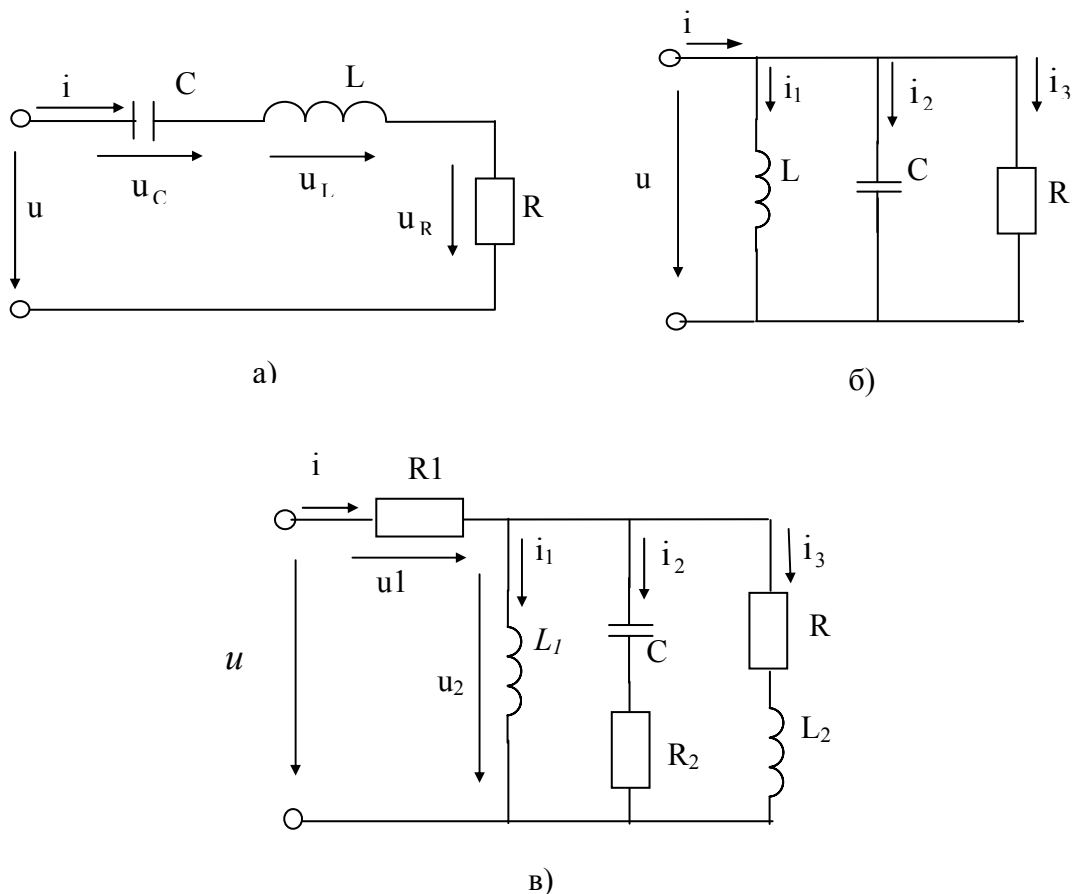 i
C
L
u
u_C
u_L
u_R
R
а)
i
i₁
i₂
i₃
u
L
C
R
б)
i
R1
u1
i₁
i₂
i₃
u
u₂
L₁
C
R
R₂
L₂
в)